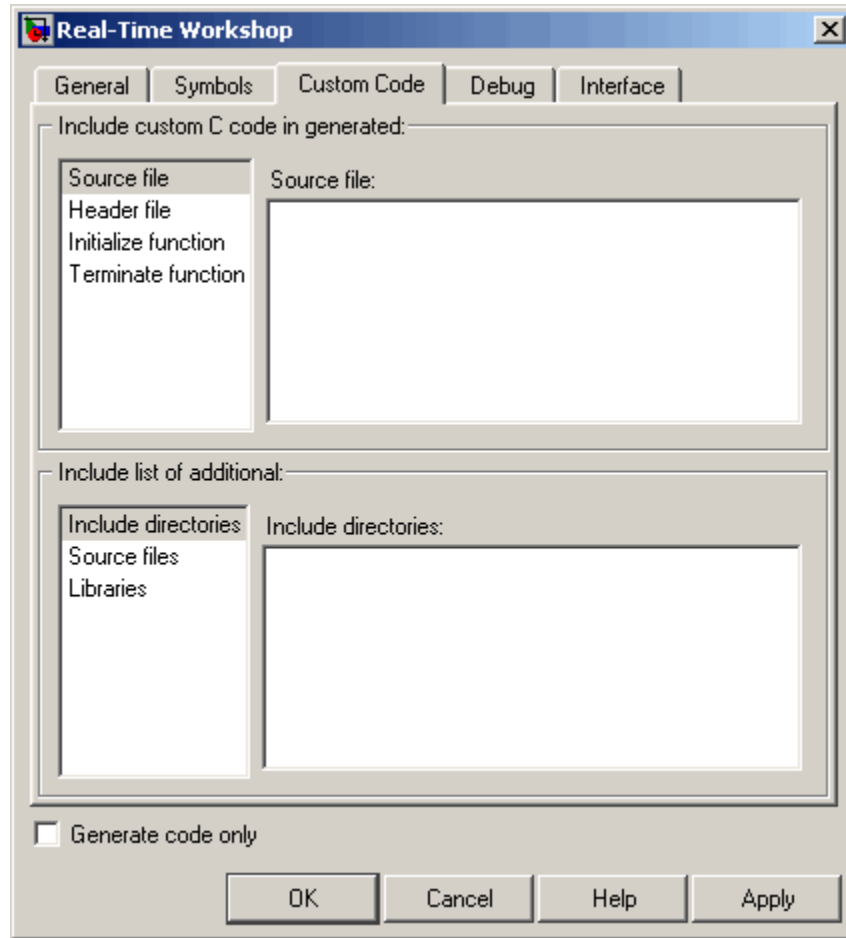 Real-Time Workshop
General Symbols Custom Code Debug Interface
Include custom C code in generated:
Source file
Header file
Initialize function
Terminate function
Source file:
Include list of additional:
Include directories
Source files
Libraries
Include directories:
Generate code only
OK Cancel Help Apply